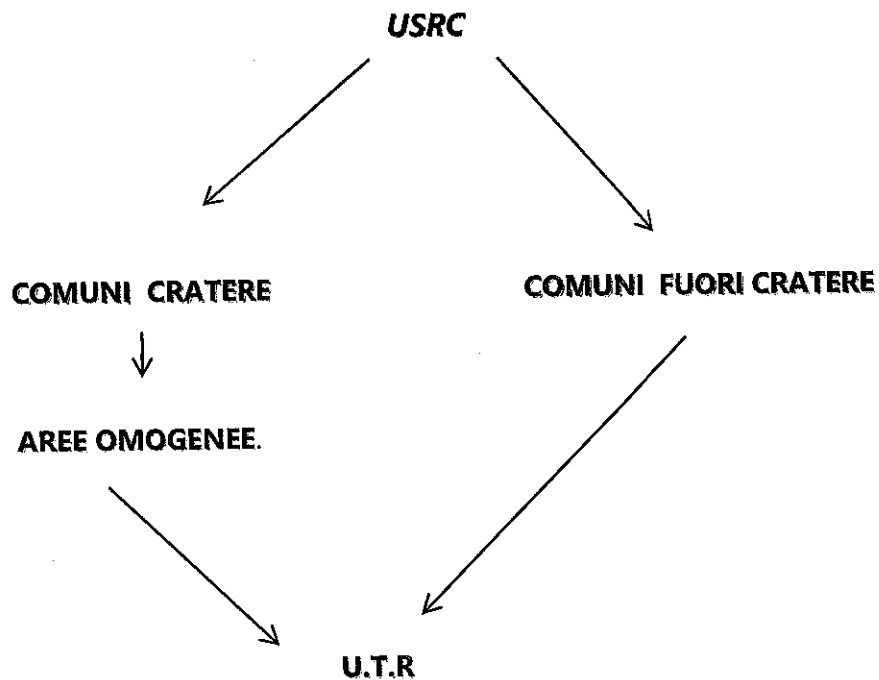 USRC
COMUNI CRATERE
COMUNI FUORI CRATERE
AREE OMOGENEE.
U.T.R